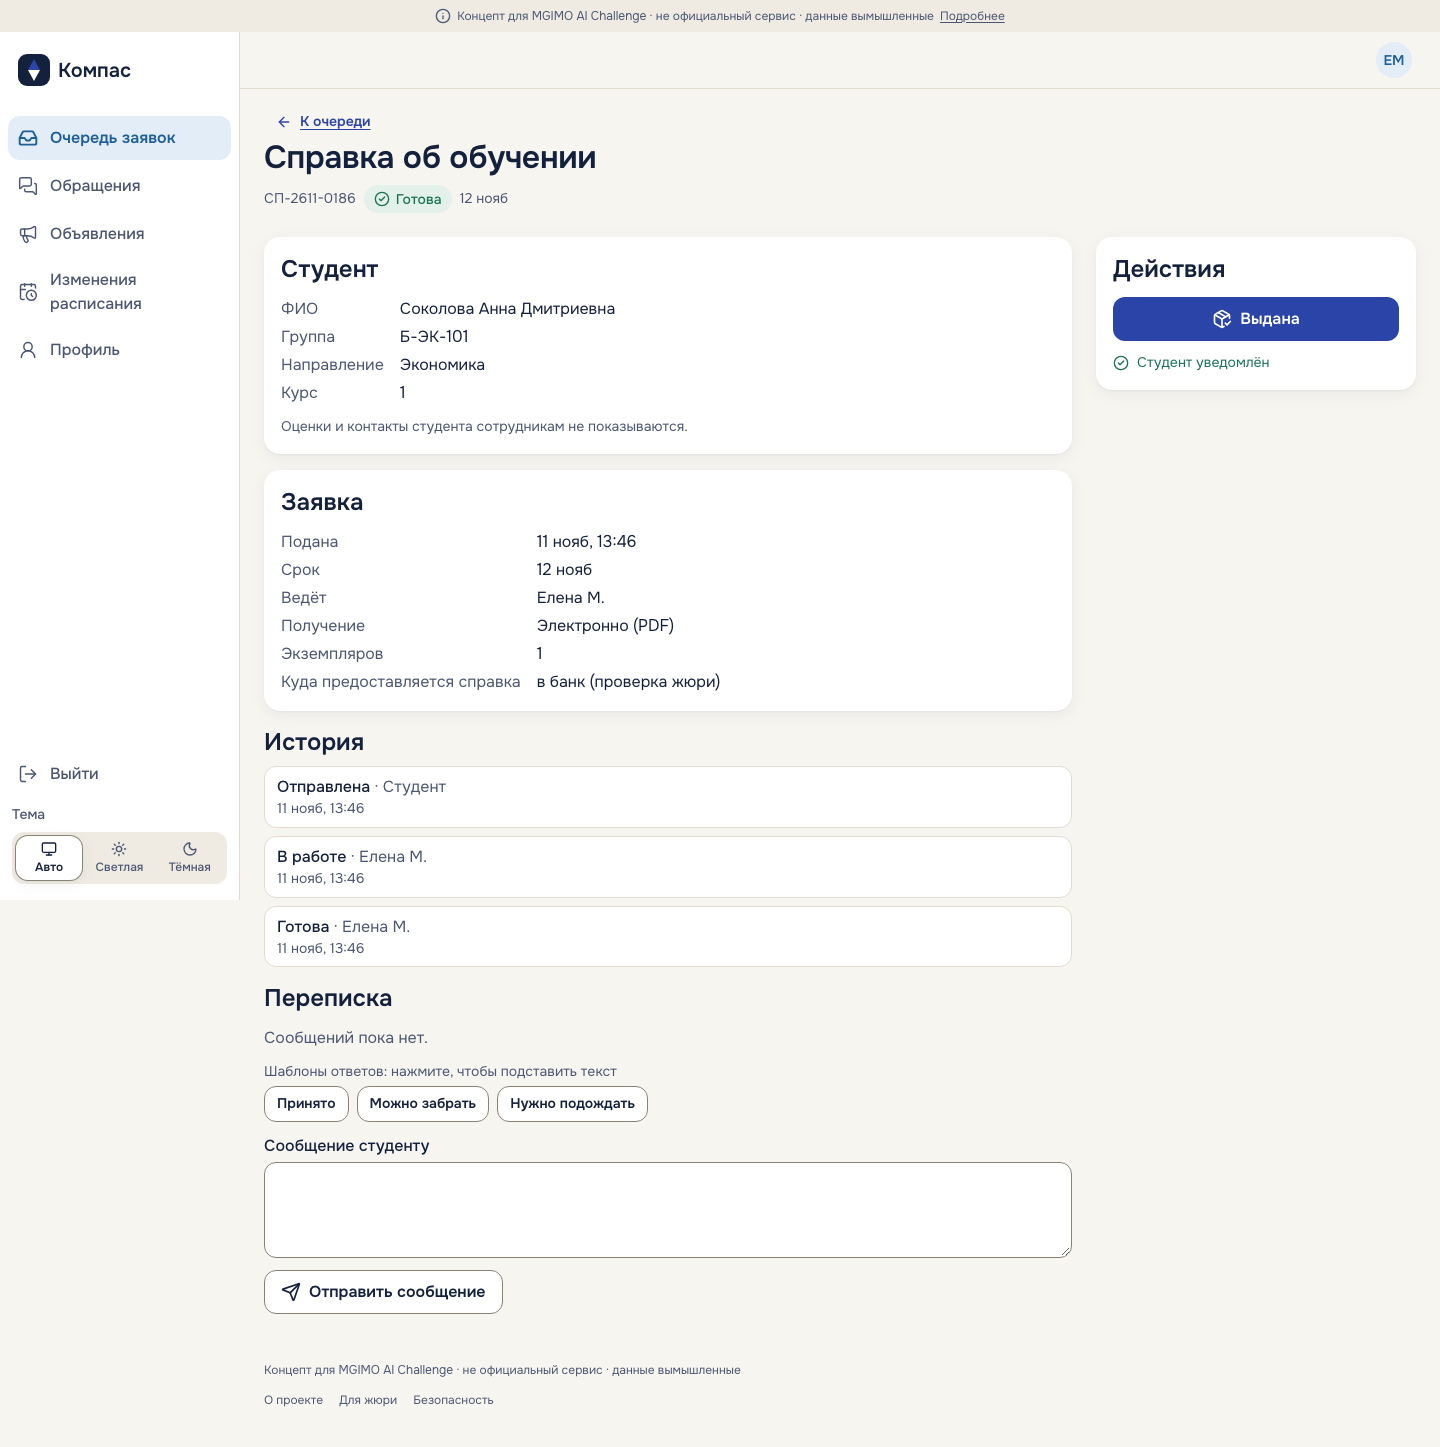 Концепт для MGIMO AI Challenge · не официальный сервис · данные вымышленные Подробнее
Компас
ЕМ
Очередь заявок
Обращения
Объявления
Изменения
расписания
Профиль
Выйти
Тема
Авто
Светлая
Тёмная
К очереди
Справка об обучении
СП-2611-0186 Готова 12 нояб
Студент
ФИО Соколова Анна Дмитриевна
Группа Б-ЭК-101
Направление Экономика
Курс 1
Оценки и контакты студента сотрудникам не показываются.
Действия
Выдана
Студент уведомлён
Заявка
Подана 11 нояб, 13:46
Срок 12 нояб
Ведёт Елена М.
Получение Электронно (PDF)
Экземпляров 1
Куда предоставляется справка в банк (проверка жюри)
История
Отправлена · Студент
11 нояб, 13:46
В работе · Елена М.
11 нояб, 13:46
Готова · Елена М.
11 нояб, 13:46
Переписка
Сообщений пока нет.
Шаблоны ответов: нажмите, чтобы подставить текст
Принято Можно забрать Нужно подождать
Сообщение студенту
Отправить сообщение
Концепт для MGIMO AI Challenge · не официальный сервис · данные вымышленные
О проекте Для жюри Безопасность